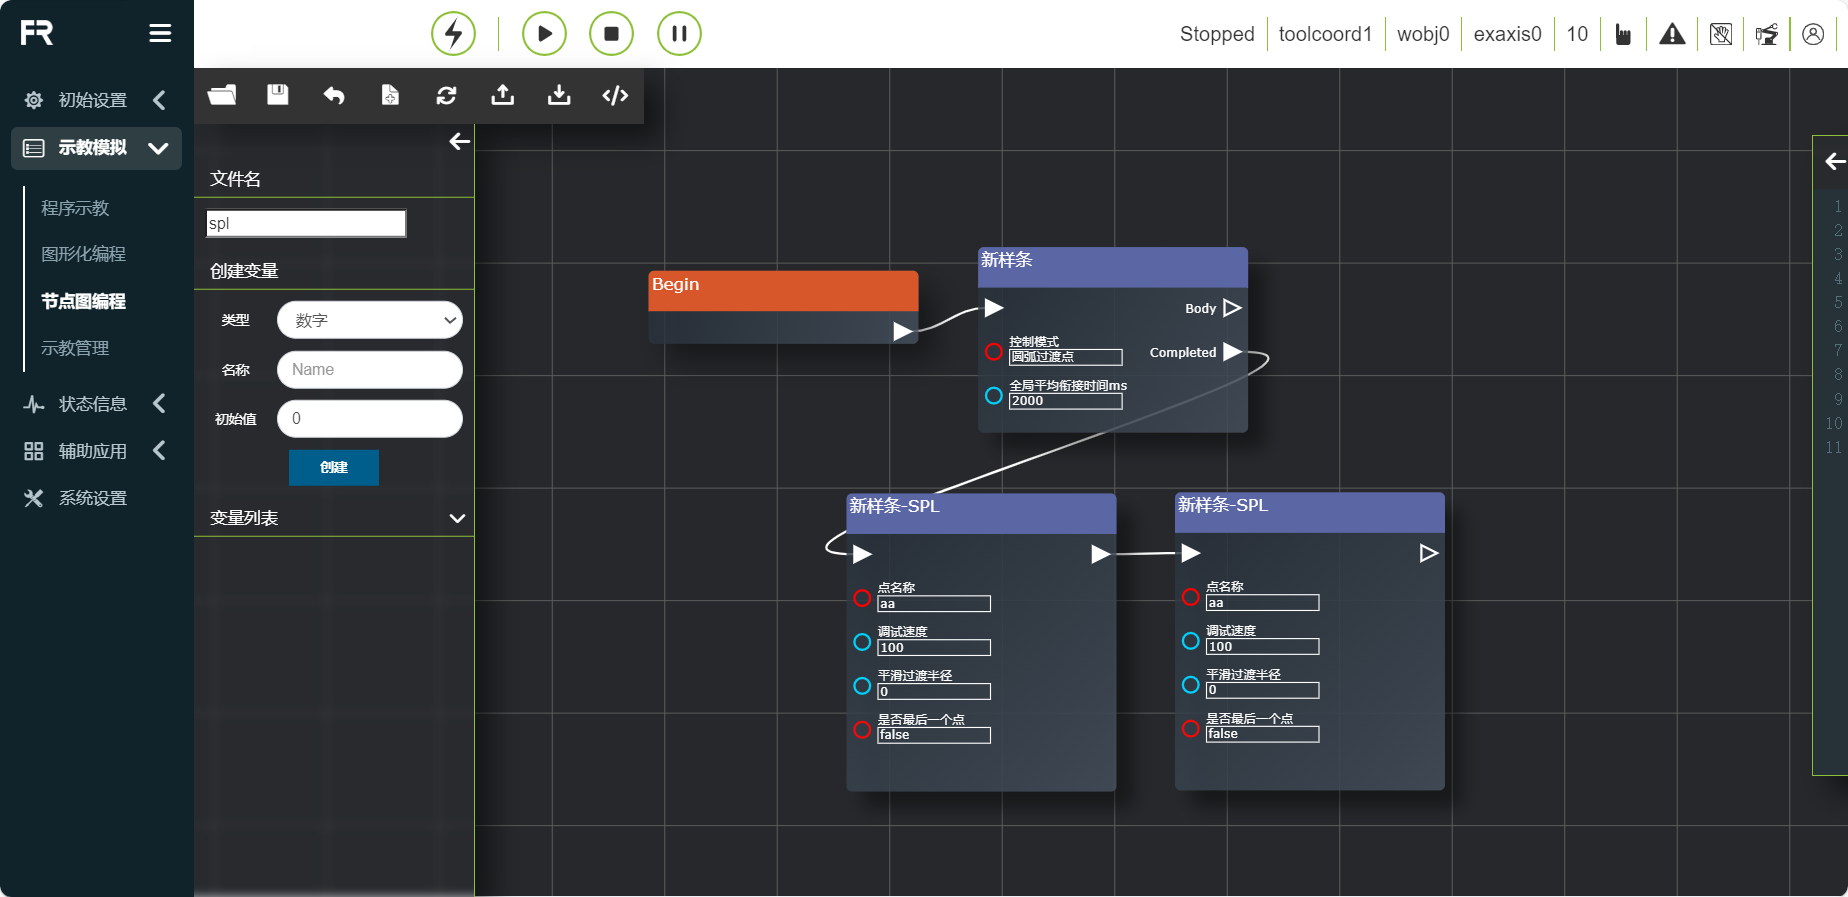 FR
Stopped
toolcoord1
wobj0
exaxis0
10
初始设置
示教模拟
程序示教
图形化编程
节点图编程
示教管理
状态信息
辅助应用
系统设置
文件名
spl
创建变量
类型
数字
名称
Name
初始值
0
创建
变量列表
Begin
新样条
Body
控制模式
圆弧过渡点
Completed
全局平均衔接时间ms
2000
新样条-SPL
点名称
aa
调试速度
100
平滑过渡半径
0
是否最后一个点
false
新样条-SPL
点名称
aa
调试速度
100
平滑过渡半径
0
是否最后一个点
false
1
2
3
4
5
6
7
8
9
10
11